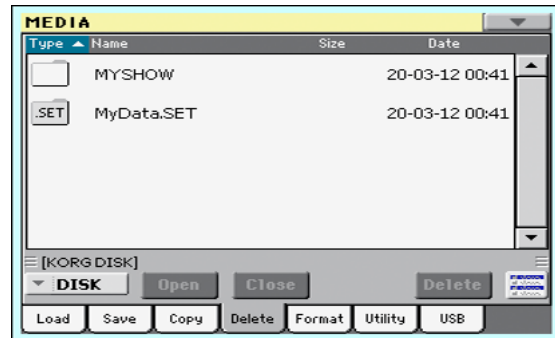 MEDIA
Type Name Size Date
MYSHOW 20-03-12 00:41
.SET MyData.SET 20-03-12 00:41
[KORG DISK]
DISK Open Close Delete
Load Save Copy Delete Format Utility USB